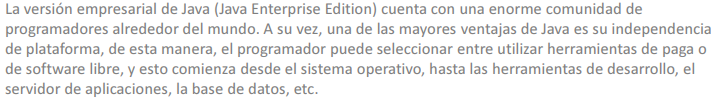 La versión empresarial de Java (Java Enterprise Edition) cuenta con una enorme comunidad de
programadores alrededor del mundo. A su vez, una de las mayores ventajas de Java es su independencia
de plataforma, de esta manera, el programador puede seleccionar entre utilizar herramientas de paga o
de software libre, y esto comienza desde el sistema operativo, hasta las herramientas de desarrollo, el
servidor de aplicaciones, la base de datos, etc.